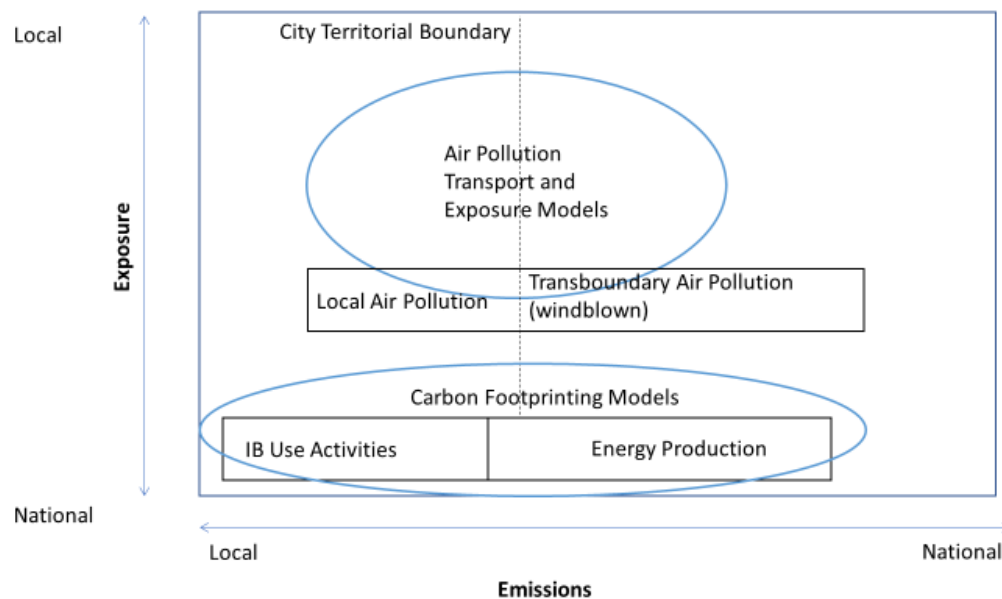 Local
City Territorial Boundary
Air Pollution
Transport and
Exposure Models
Exposure
Local Air Pollution
Transboundary Air Pollution
(windblown)
Carbon Footprinting Models
IB Use Activities
Energy Production
National
Local
National
Emissions